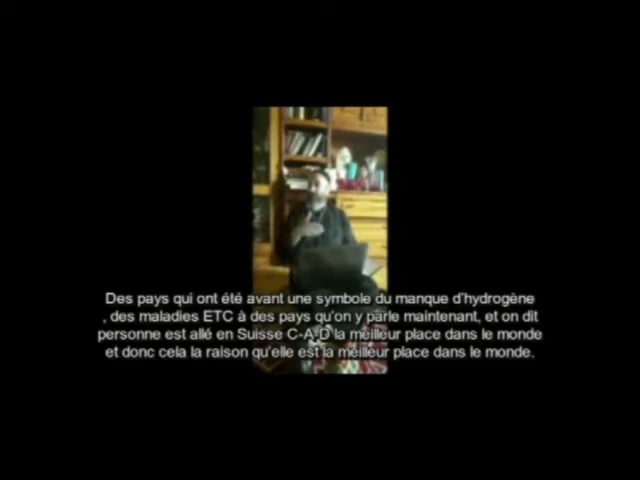 Des pays qui ont été avant une symbole du manque d'hydrogène
, des maladies ETC à des pays qu'on y parle maintenant, et on dit
personne est allé en Suisse C-A-D la meilleur place dans le monde
et donc cela la raison qu'elle est la meilleur place dans le monde.